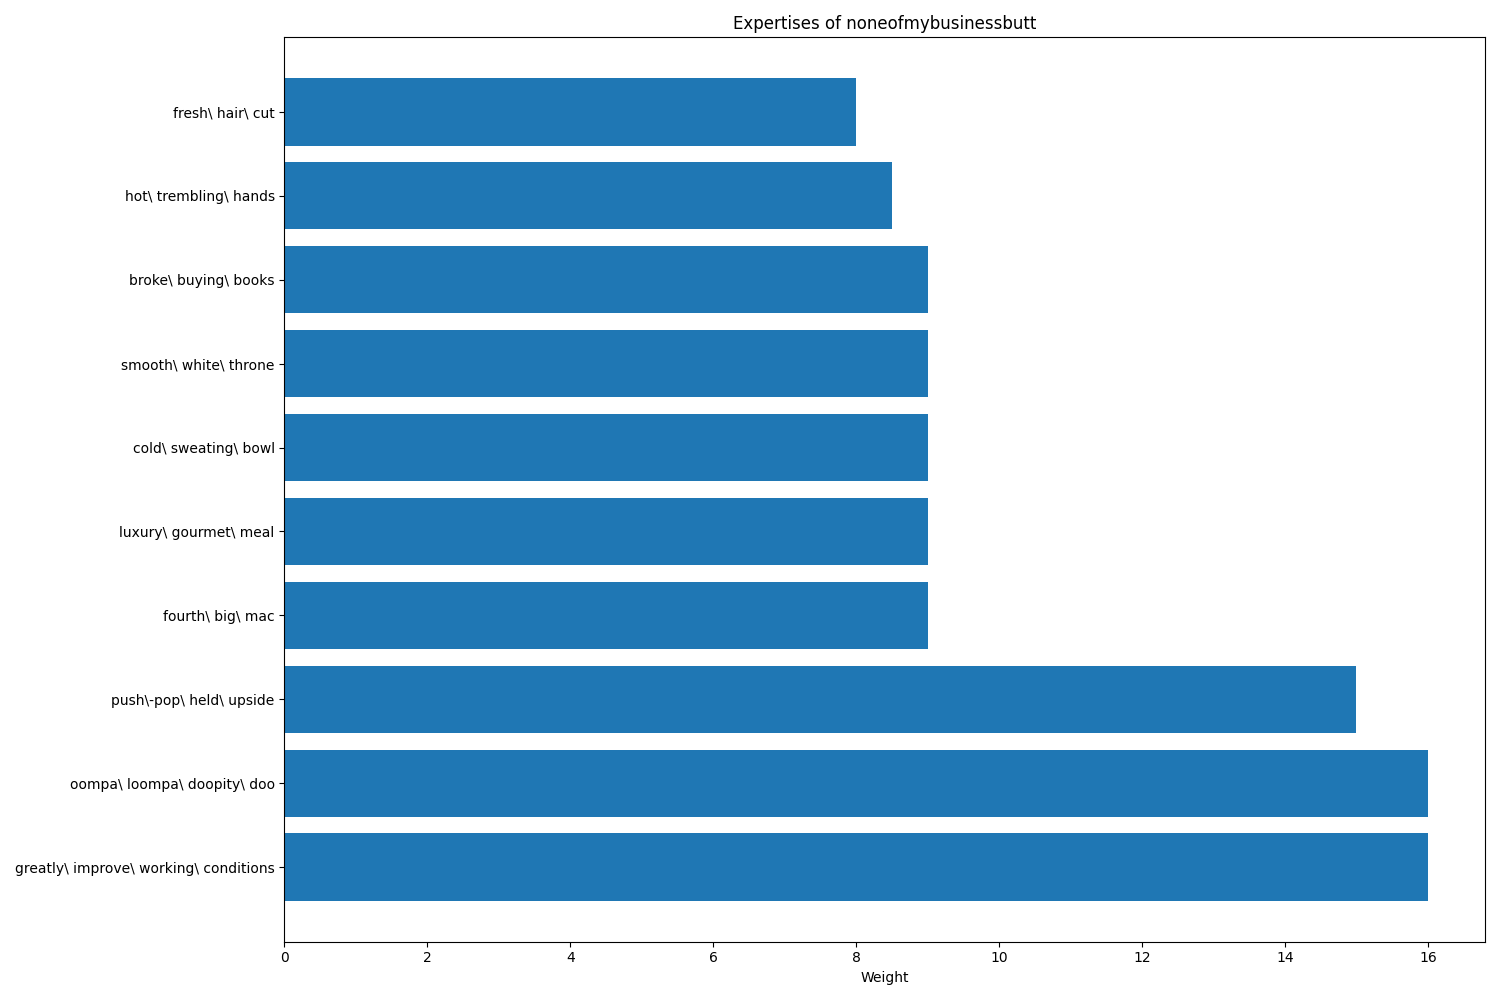 Expertises of noneofmybusinessbutt
fresh\ hair\ cut
hot\ trembling\ hands
broke\ buying\ books
smooth\ white\ throne
cold\ sweating\ bowl
luxury\ gourmet\ meal
fourth\ big\ mac
push\-pop\ held\ upside
oompa\ loompa\ doopity\ doo
greatly\ improve\ working\ conditions
0 2 4 6 8 10 12 14 16
Weight